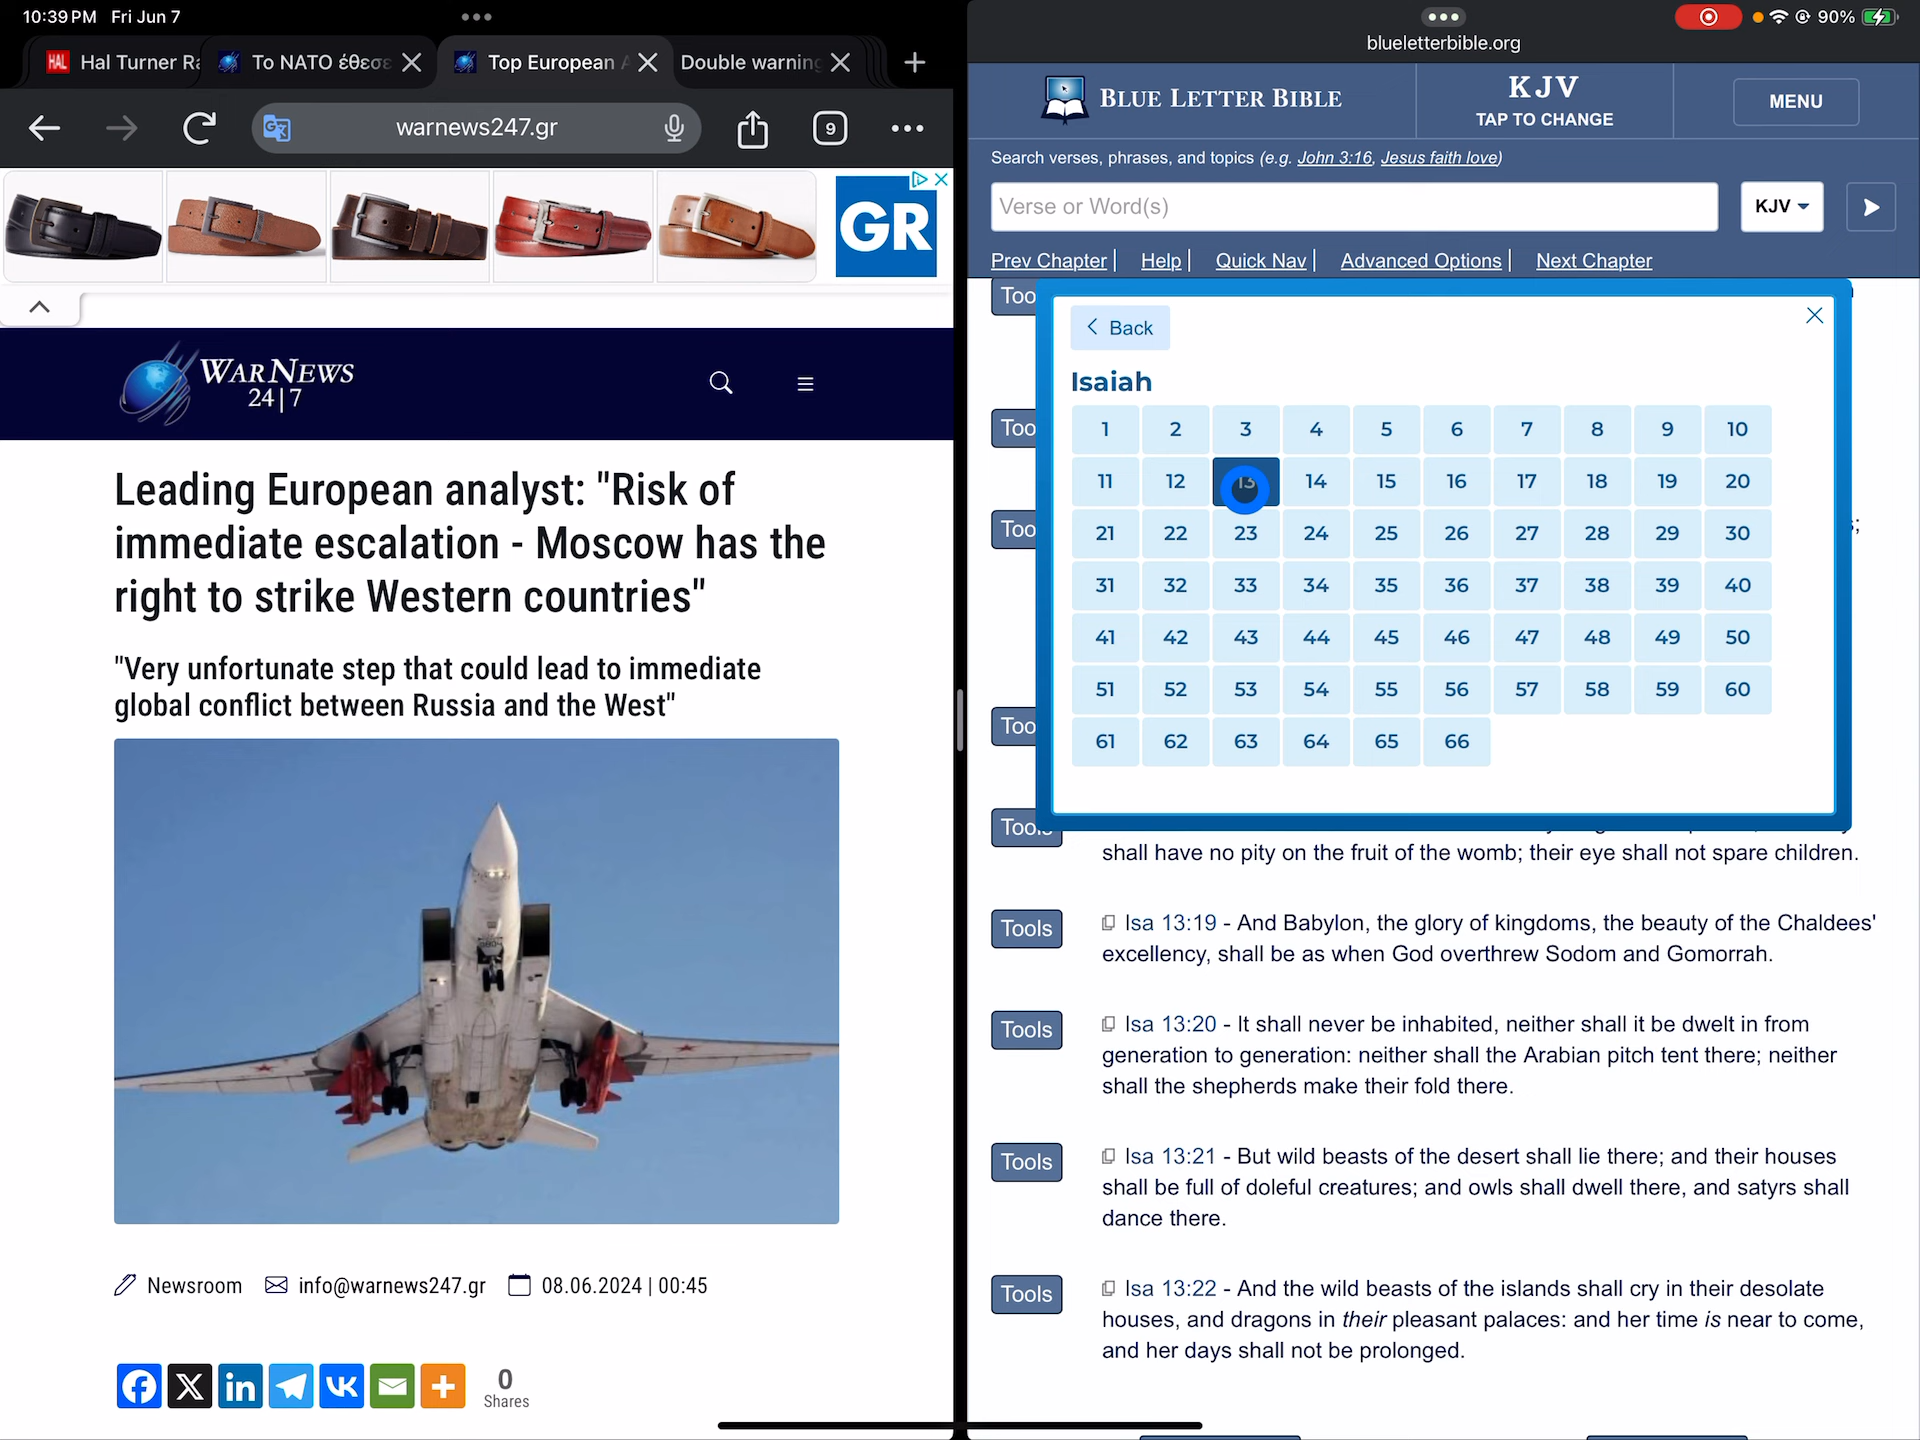 10:39 PM Fri Jun 7
Hal Turner Ra
Το ΝΑΤΟ έθεσε
Top European A
Double warning
warnews247.gr
9
GR
WarNews
24|7
Leading European analyst: "Risk of
immediate escalation - Moscow has the
right to strike Western countries"
"Very unfortunate step that could lead to immediate
global conflict between Russia and the West"
Newsroom info@warnews247.gr 08.06.2024 | 00:45
0
Shares
90%
blueletterbible.org
Blue Letter Bible
KJV
TAP TO CHANGE
MENU
Search verses, phrases, and topics (e.g. John 3:16, Jesus faith love)
Verse or Word(s)
KJV
Prev Chapter | Help | Quick Nav | Advanced Options | Next Chapter
Back
Isaiah
1 2 3 4 5 6 7 8 9 10
11 12 13 14 15 16 17 18 19 20
21 22 23 24 25 26 27 28 29 30
31 32 33 34 35 36 37 38 39 40
41 42 43 44 45 46 47 48 49 50
51 52 53 54 55 56 57 58 59 60
61 62 63 64 65 66
Tools
shall have no pity on the fruit of the womb; their eye shall not spare children.
Tools
Isa 13:19 - And Babylon, the glory of kingdoms, the beauty of the Chaldees'
excellency, shall be as when God overthrew Sodom and Gomorrah.
Tools
Isa 13:20 - It shall never be inhabited, neither shall it be dwelt in from
generation to generation: neither shall the Arabian pitch tent there; neither
shall the shepherds make their fold there.
Tools
Isa 13:21 - But wild beasts of the desert shall lie there; and their houses
shall be full of doleful creatures; and owls shall dwell there, and satyrs shall
dance there.
Tools
Isa 13:22 - And the wild beasts of the islands shall cry in their desolate
houses, and dragons in their pleasant palaces: and her time is near to come,
and her days shall not be prolonged.